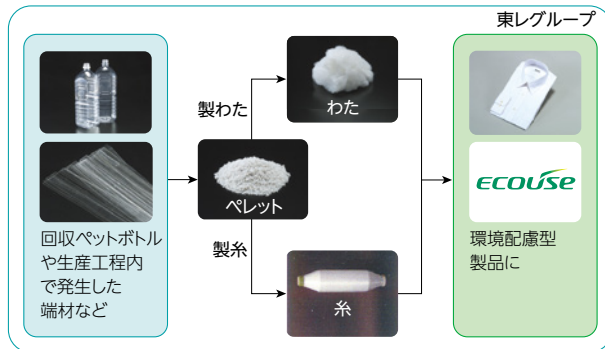 東レグループ
回収ペットボトル
や生産工程内
で発生した
端材など
ペレット
製わた
わた
製糸
糸
ECOUSE
環境配慮型
製品に